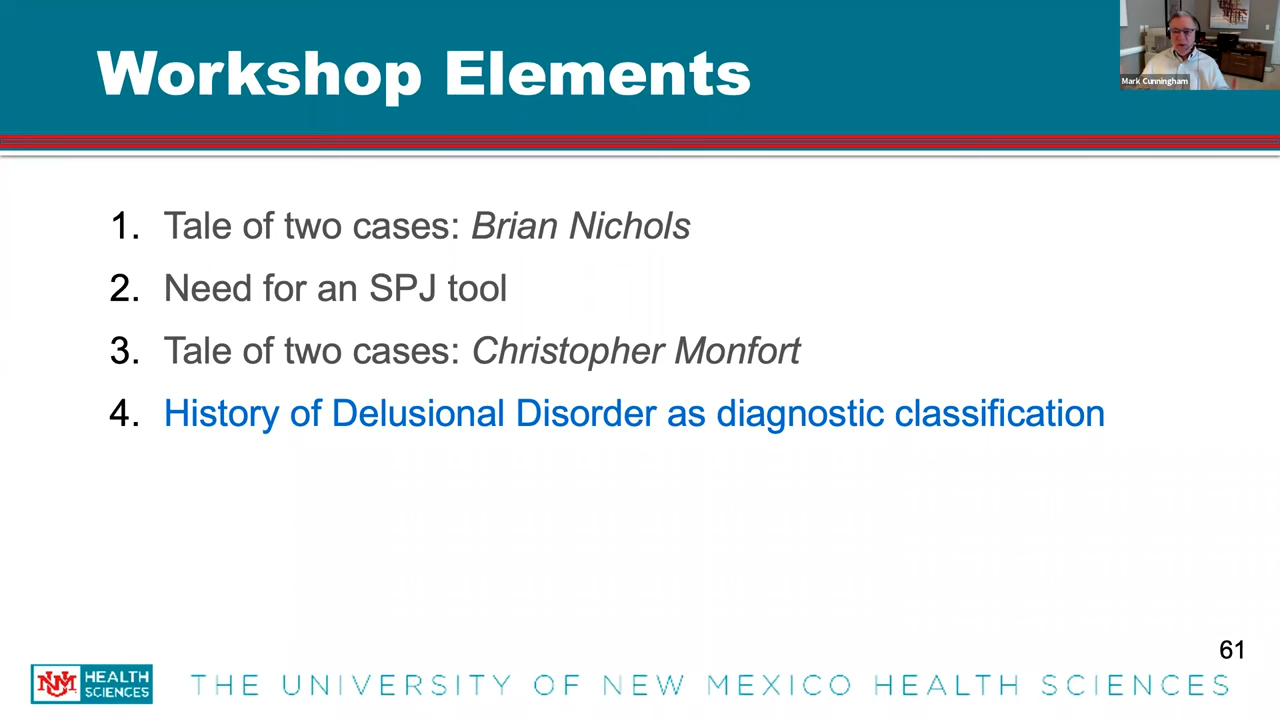 Workshop Elements
Mark Cunningham
1. Tale of two cases: Brian Nichols
2. Need for an SPJ tool
3. Tale of two cases: Christopher Monfort
4. History of Delusional Disorder as diagnostic classification
61
UNM HEALTH SCIENCES
THE UNIVERSITY OF NEW MEXICO HEALTH SCIENCES